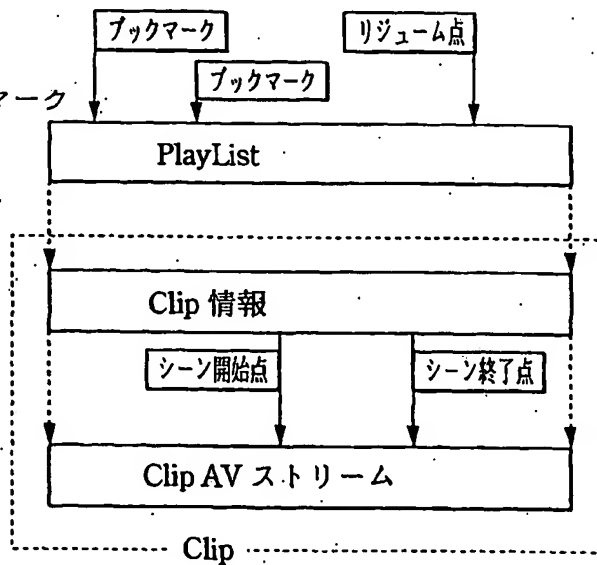 ブックマーク
リジューム点
ブックマーク
マーク
PlayList
Clip 情報
シーン開始点
シーン終了点
Clip AV ストリーム
Clip